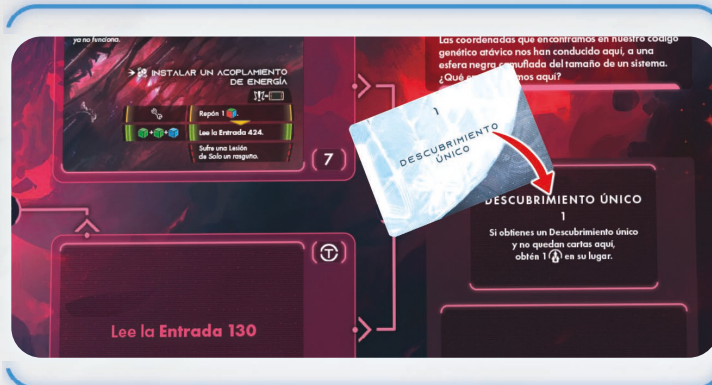 ya no funciona.
INSTALAR UN ACOPLAMIENTO
DE ENERGÍA
Repón 1
Lee la Entrada 424.
Sufre una Lesión
de Solo un rasguño.
7
Lee la Entrada 130
T
Las coordenadas que encontramos en nuestro código
genético atávico nos han conducido aquí, a una
esfera negra camuflada del tamaño de un sistema.
¿Qué aquí?
1
DESCUBRIMIENTO
ÚNICO
DESCUBRIMIENTO ÚNICO
1
Si obtienes un Descubrimiento único
y no quedan cartas aquí,
obtén 1 en su lugar.